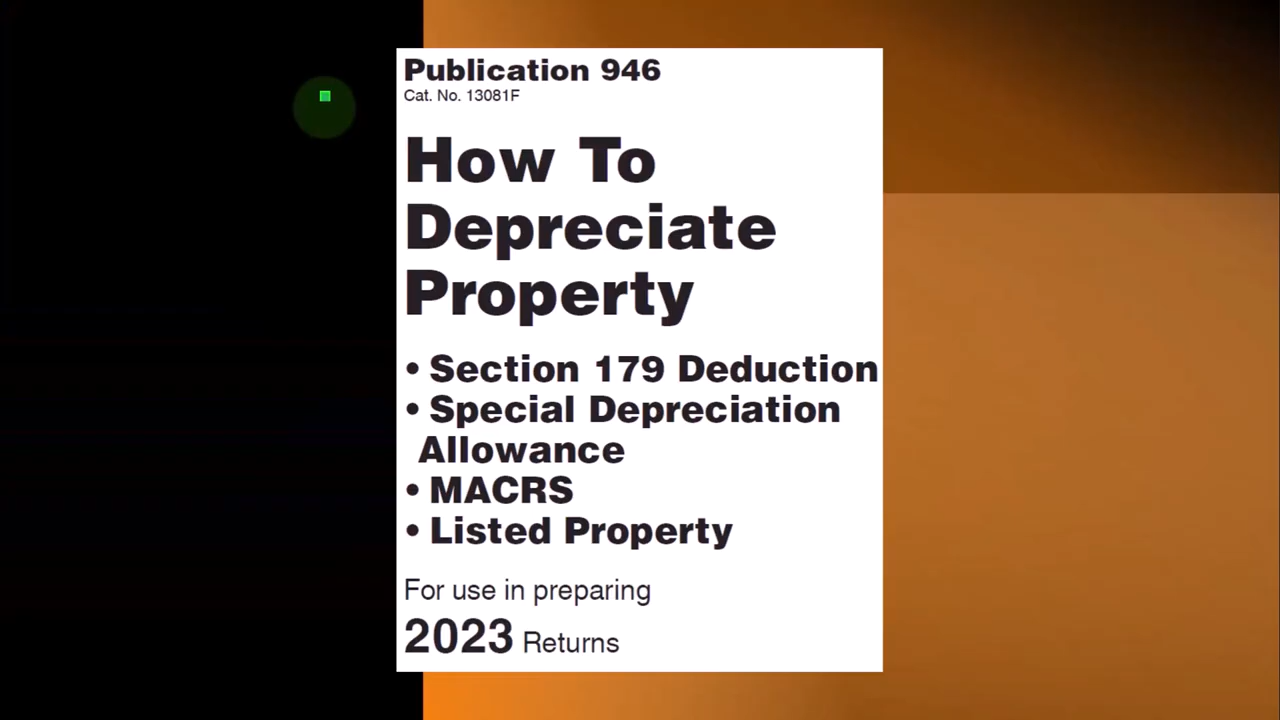 Publication 946
Cat. No. 13081F
How To
Depreciate
Property
• Section 179 Deduction
• Special Depreciation
Allowance
• MACRS
• Listed Property
For use in preparing
2023 Returns